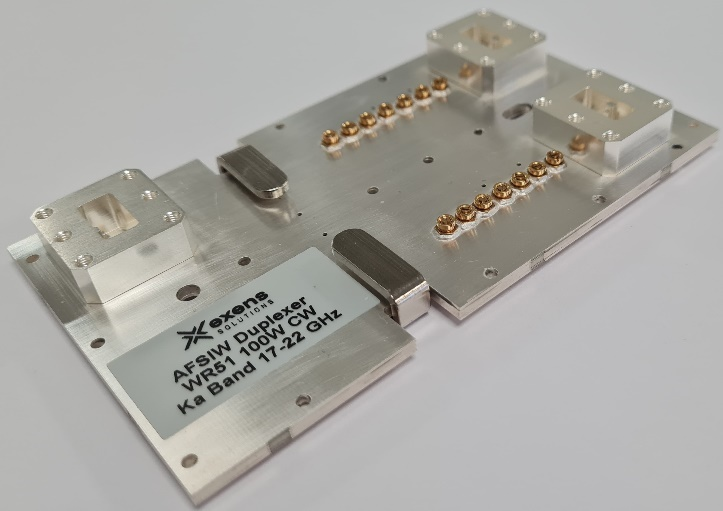 exens
SOLUTIONS
AFSIW Duplexer
WR51 100W CW
Ka Band 17-22 GHz